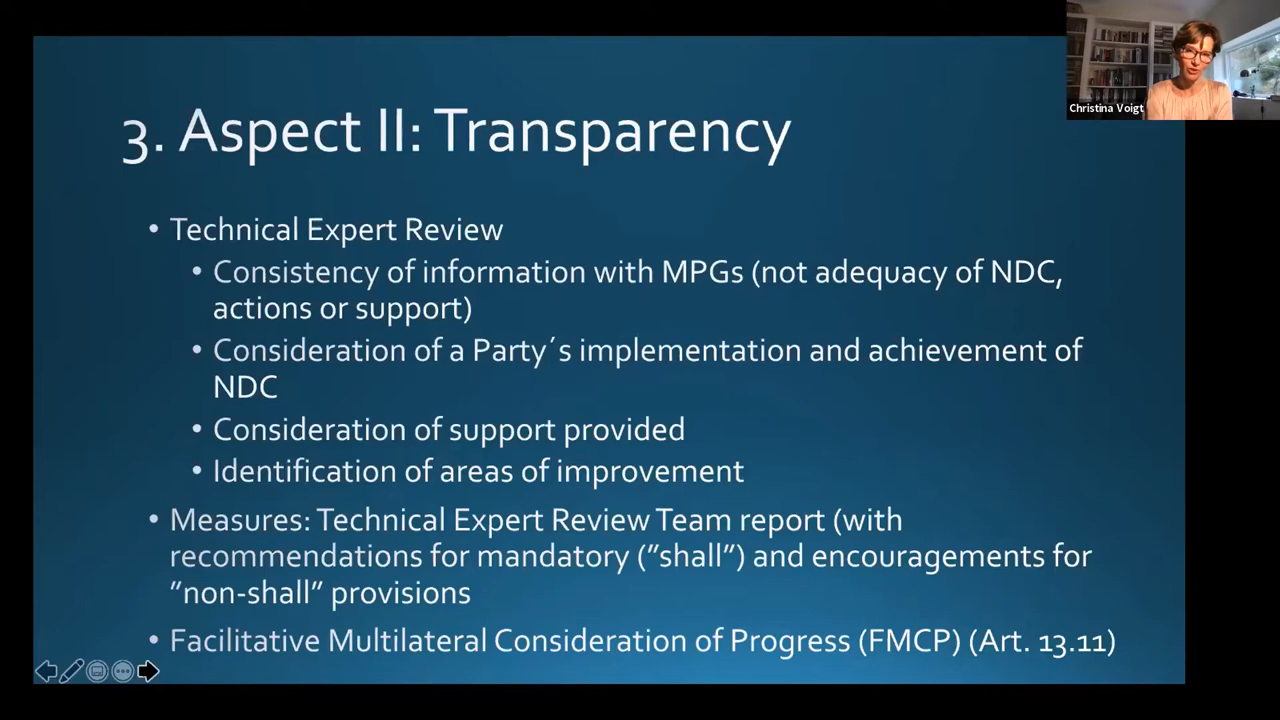 Christina Voigt
3. Aspect II: Transparency
• Technical Expert Review
• Consistency of information with MPGs (not adequacy of NDC,
actions or support)
• Consideration of a Party´s implementation and achievement of
NDC
• Consideration of support provided
• Identification of areas of improvement
• Measures: Technical Expert Review Team report (with
recommendations for mandatory (”shall”) and encouragements for
”non-shall” provisions
• Facilitative Multilateral Consideration of Progress (FMCP) (Art. 13.11)